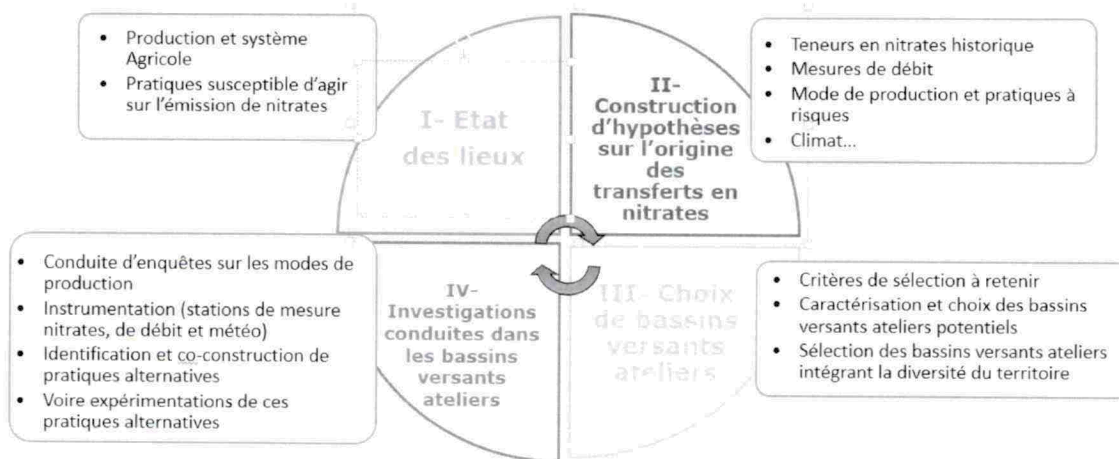 • Production et système
Agricole
• Pratiques susceptible d'agir
sur l'émission de nitrates
I- Etat
des lieux
II-
Construction
d'hypothèses
sur l'origine
des
transferts en
nitrates
• Teneurs en nitrates historique
• Mesures de débit
• Mode de production et pratiques à
risques
• Climat...
• Conduite d'enquêtes sur les modes de
production
• Instrumentation (stations de mesure
nitrates, de débit et météo)
• Identification et co-construction de
pratiques alternatives
• Voire expérimentations de ces
pratiques alternatives
IV-
Investigations
conduites dans
les bassins
versants
ateliers
III- Choix
de bassins
versants
ateliers
• Critères de sélection à retenir
• Caractérisation et choix des bassins
versants ateliers potentiels
• Sélection des bassins versants ateliers
intégrant la diversité du territoire